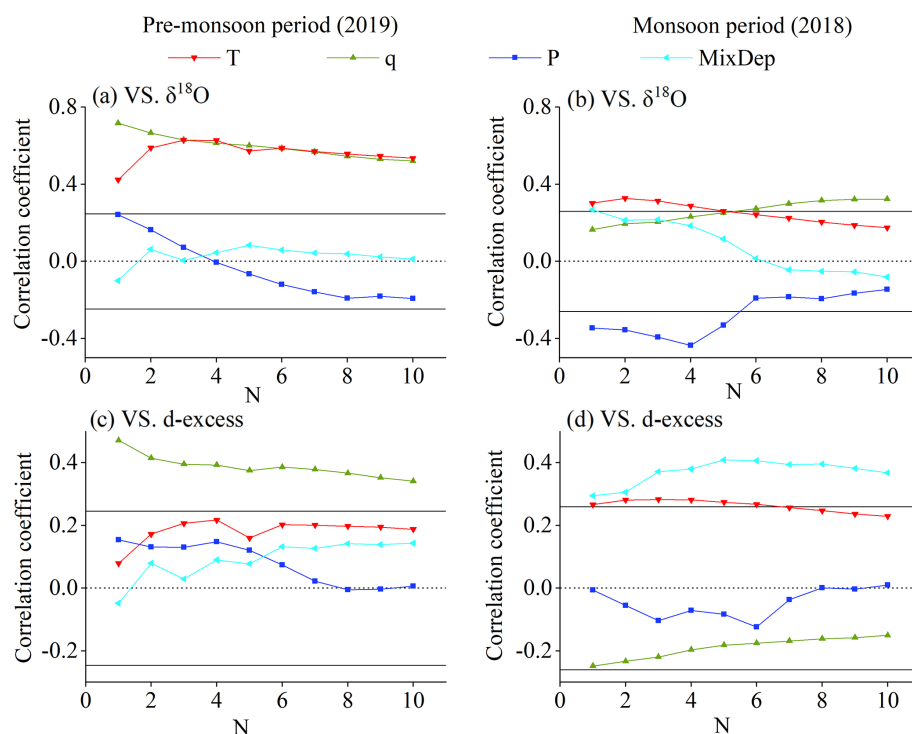 Pre-monsoon period (2019) Monsoon period (2018)
T q P MixDep
(a) VS. δ¹⁸O (b) VS. δ¹⁸O
Correlation coefficient
0.8
0.4
0.0
-0.4
0 2 4 6 8 10
N
Correlation coefficient
0.8
0.4
0.0
-0.4
0 2 4 6 8 10
N
(c) VS. d-excess (d) VS. d-excess
Correlation coefficient
0.4
0.2
0.0
-0.2
0 2 4 6 8 10
N
Correlation coefficient
0.4
0.2
0.0
-0.2
0 2 4 6 8 10
N